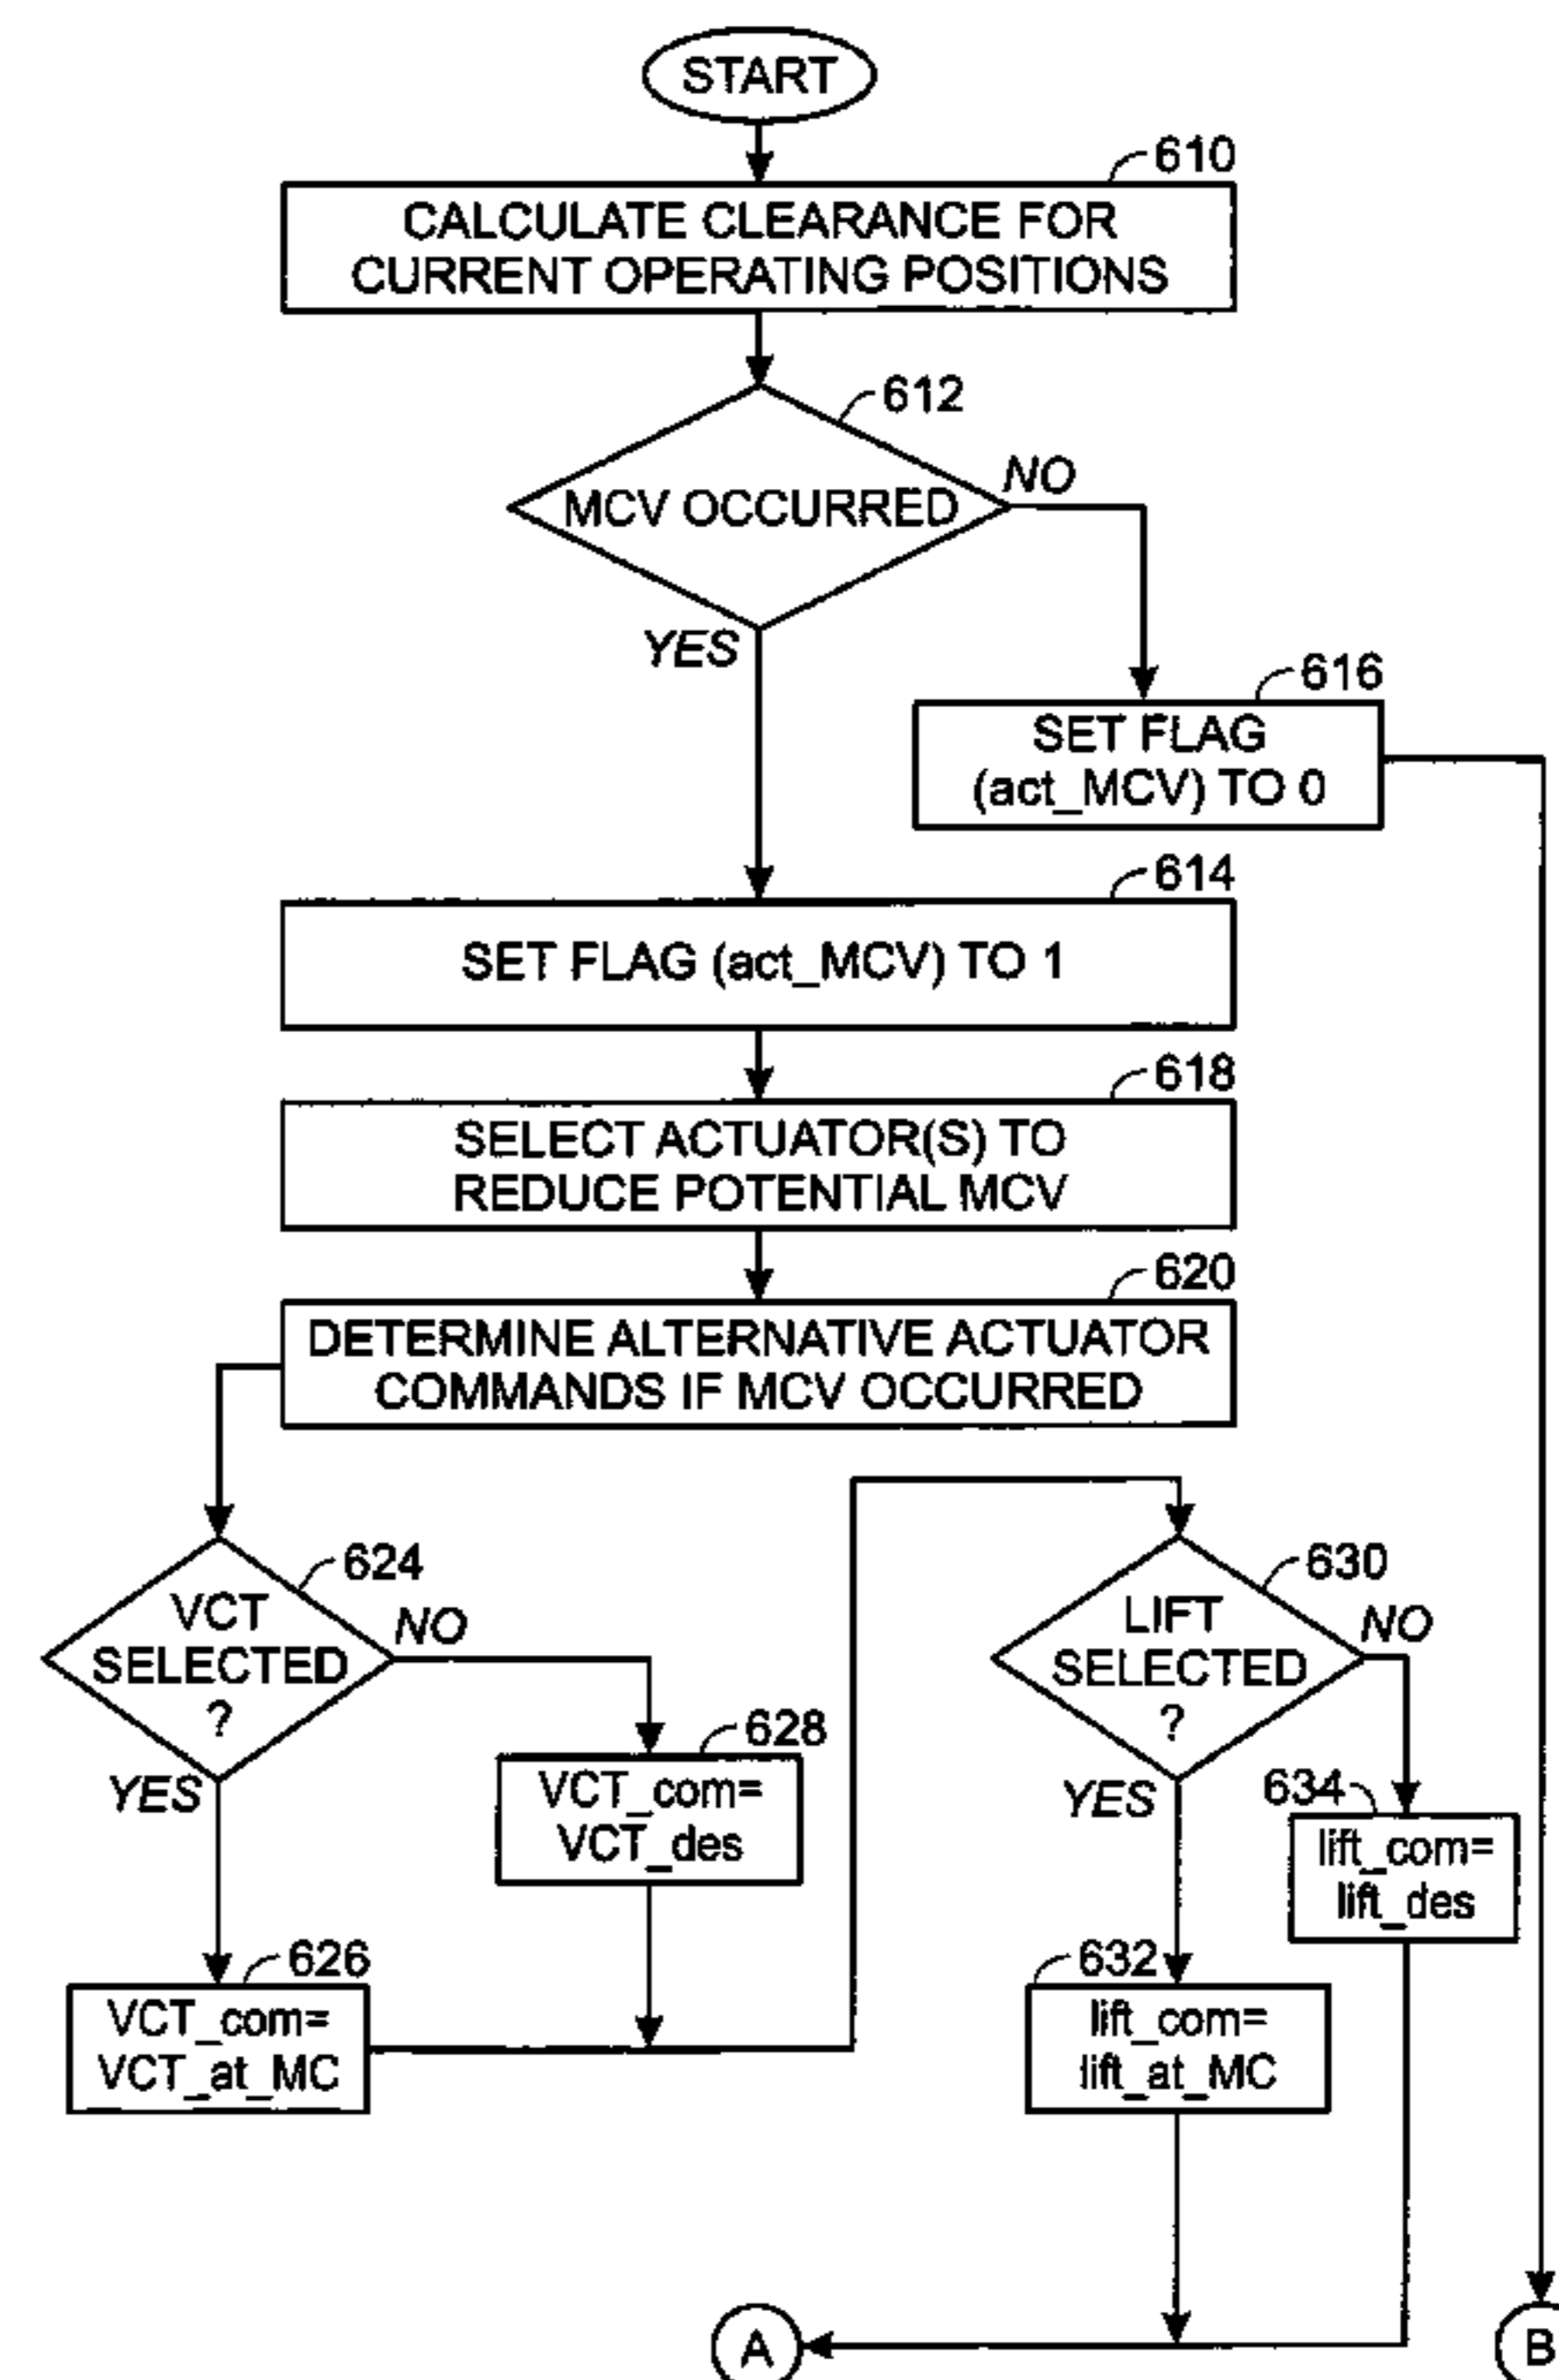 START
610
CALCULATE CLEARANCE FOR
CURRENT OPERATING POSITIONS
612
MCV OCCURRED
NO
YES
616
SET FLAG
(act_MCV) TO 0
614
SET FLAG (act_MCV) TO 1
618
SELECT ACTUATOR(S) TO
REDUCE POTENTIAL MCV
620
DETERMINE ALTERNATIVE ACTUATOR
COMMANDS IF MCV OCCURRED
624
VCT
SELECTED
?
NO
YES
628
VCT_com=
VCT_des
626
VCT_com=
VCT_at_MC
630
LIFT
SELECTED
?
NO
YES
634
lift_com=
lift_des
632
lift_com=
lift_at_MC
A
B